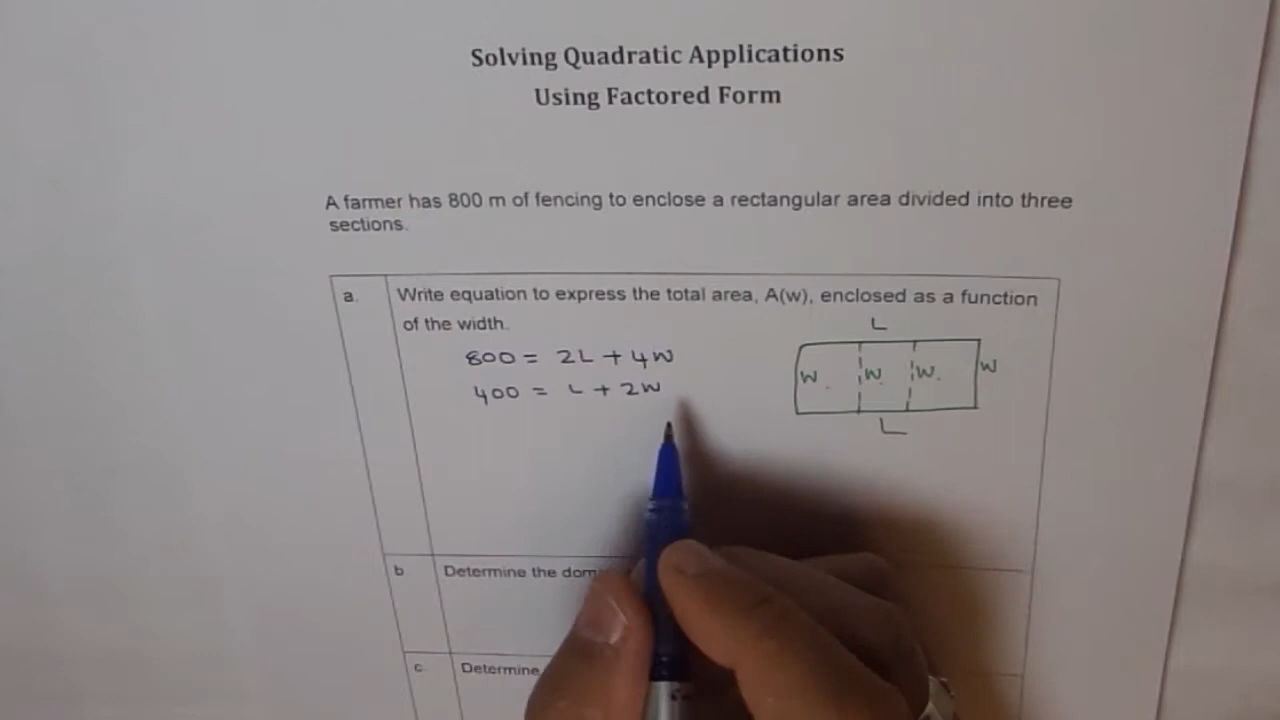 Solving Quadratic Applications
Using Factored Form
A farmer has 800 m of fencing to enclose a rectangular area divided into three
sections.
a. Write equation to express the total area, A(w), enclosed as a function
of the width.
800 = 2L + 4W
400 = L + 2W
L
W W W W
L
b Determine the
c. Determine